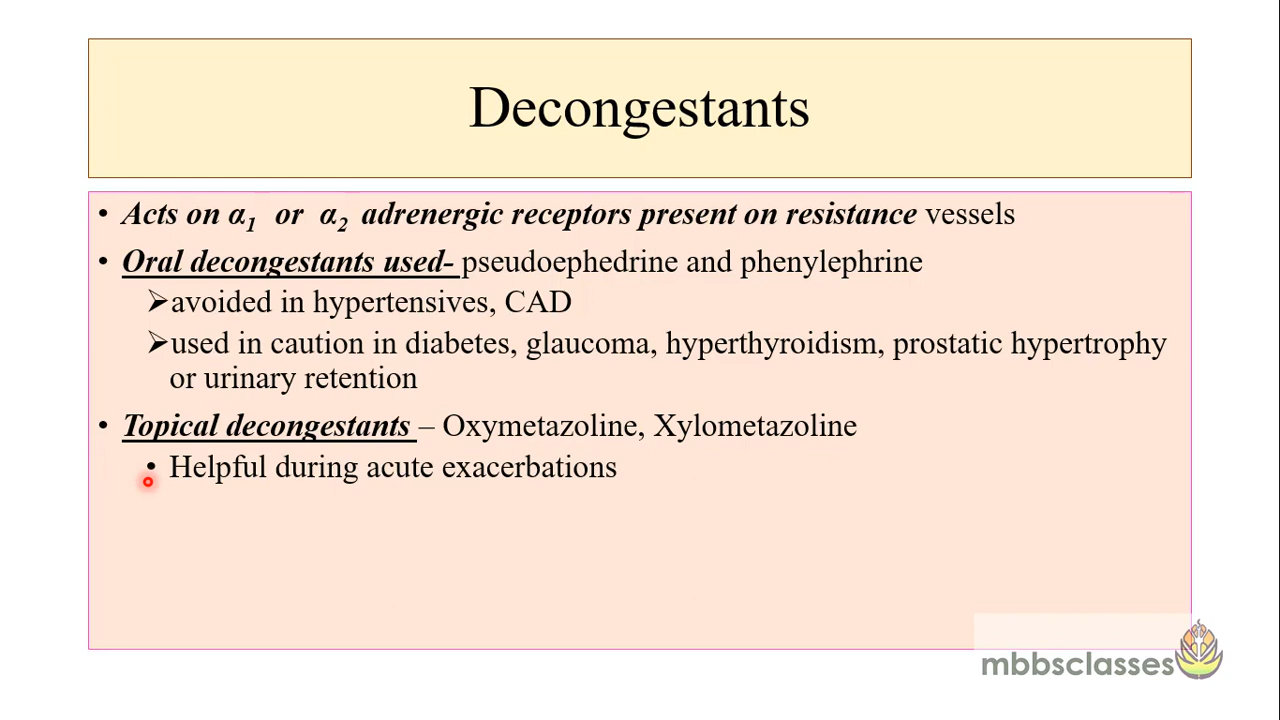 Decongestants
• Acts on α1 or α2 adrenergic receptors present on resistance vessels
• Oral decongestants used- pseudoephedrine and phenylephrine
➢avoided in hypertensives, CAD
➢used in caution in diabetes, glaucoma, hyperthyroidism, prostatic hypertrophy
or urinary retention
• Topical decongestants – Oxymetazoline, Xylometazoline
• Helpful during acute exacerbations
mbbsclasses